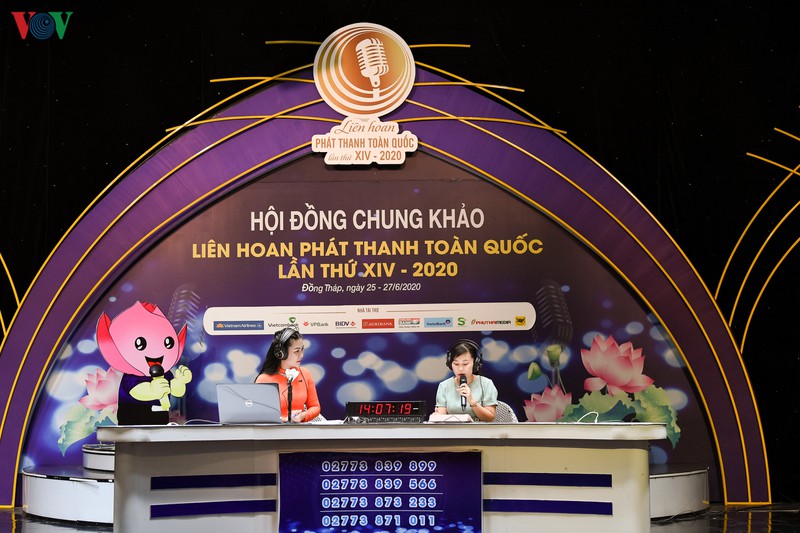 VOV
Liên hoan
PHÁT THANH TOÀN QUỐC
lần thứ XIV - 2020
HỘI ĐỒNG CHUNG KHẢO
LIÊN HOAN PHÁT THANH TOÀN QUỐC
LẦN THỨ XIV - 2020
Đồng Tháp, ngày 25 - 27/6/2020
NHÀ TÀI TRỢ
Vietnam Airlines Vietcombank VPBank BIDV AGRIBANK VietinBank PHUTHAIMEDIA
14:07:19
02773 839 899
02773 839 566
02773 873 233
02773 871 011